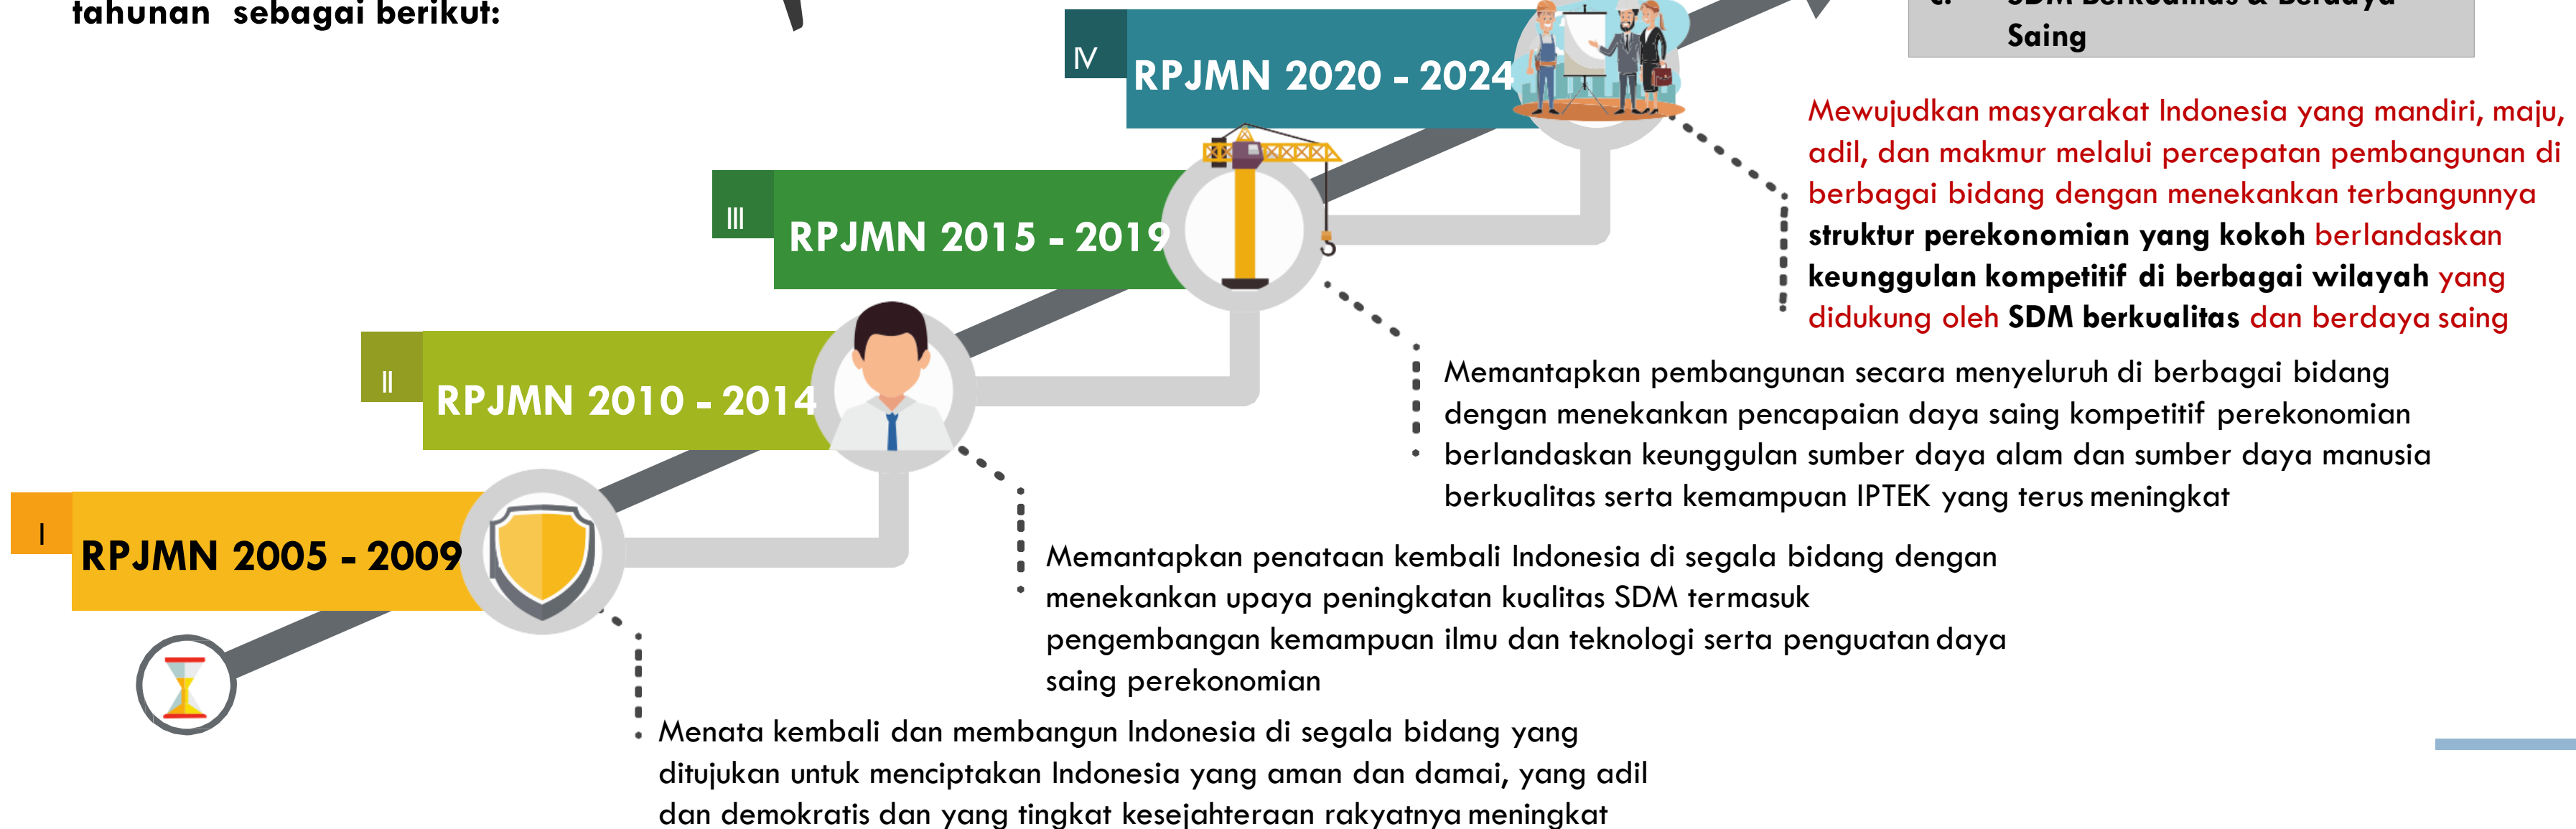 tahunan sebagai berikut:
Saing
IV
RPJMN 2020 - 2024
Mewujudkan masyarakat Indonesia yang mandiri, maju,
adil, dan makmur melalui percepatan pembangunan di
berbagai bidang dengan menekankan terbangunnya
struktur perekonomian yang kokoh berlandaskan
keunggulan kompetitif di berbagai wilayah yang
didukung oleh SDM berkualitas dan berdaya saing
III
RPJMN 2015 - 2019
Memantapkan pembangunan secara menyeluruh di berbagai bidang
dengan menekankan pencapaian daya saing kompetitif perekonomian
berlandaskan keunggulan sumber daya alam dan sumber daya manusia
berkualitas serta kemampuan IPTEK yang terus meningkat
II
RPJMN 2010 - 2014
Memantapkan penataan kembali Indonesia di segala bidang dengan
menekankan upaya peningkatan kualitas SDM termasuk
pengembangan kemampuan ilmu dan teknologi serta penguatan daya
saing perekonomian
I
RPJMN 2005 - 2009
Menata kembali dan membangun Indonesia di segala bidang yang
ditujukan untuk menciptakan Indonesia yang aman dan damai, yang adil
dan demokratis dan yang tingkat kesejahteraan rakyatnya meningkat